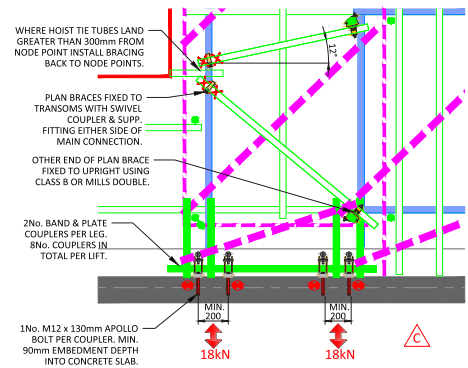 WHERE HOIST TIE TUBES LAND
GREATER THAN 300mm FROM
NODE POINT INSTALL BRACING
BACK TO NODE POINTS.
12°
PLAN BRACES FIXED TO
TRANSOMS WITH SWIVEL
COUPLER & SUPP.
FITTING EITHER SIDE OF
MAIN CONNECTION.
OTHER END OF PLAN BRACE
FIXED TO UPRIGHT USING
CLASS B OR MILLS DOUBLE.
2No. BAND & PLATE
COUPLERS PER LEG.
8No. COUPLERS IN
TOTAL PER LIFT.
MIN.
200
MIN.
200
1No. M12 x 130mm APOLLO
BOLT PER COUPLER. MIN.
90mm EMBEDMENT DEPTH
INTO CONCRETE SLAB.
18kN
18kN
C